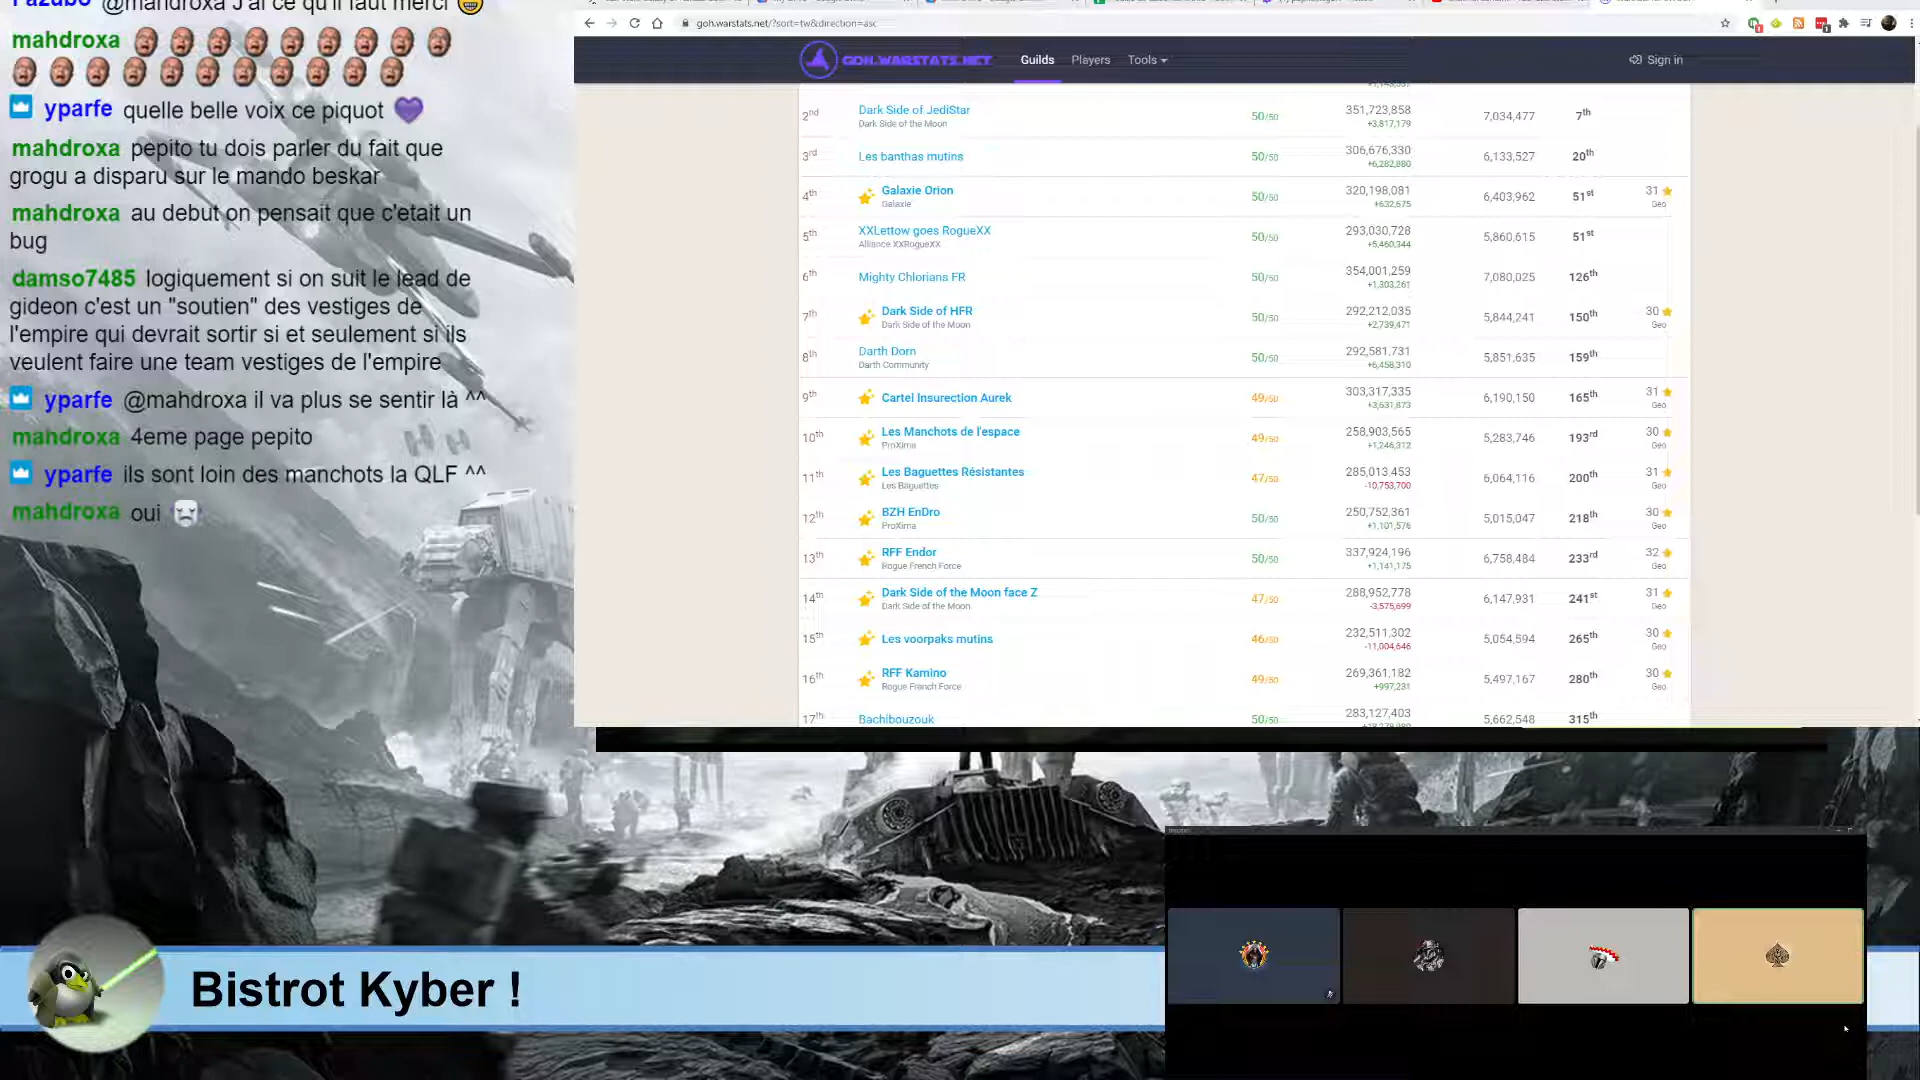 Pazubo @mahdroxa J'ai ce qu'il faut merci
mahdroxa
yparfe quelle belle voix ce piquot
mahdroxa pepito tu dois parler du fait que
grogu a disparu sur le mando beskar
mahdroxa au debut on pensait que c'etait un
bug
damso7485 logiquement si on suit le lead de
gideon c'est un "soutien" des vestiges de
l'empire qui devrait sortir si et seulement si ils
veulent faire une team vestiges de l'empire
yparfe @mahdroxa il va plus se sentir là ^^
mahdroxa 4eme page pepito
yparfe ils sont loin des manchots la QLF ^^
mahdroxa oui
goh.warstats.net/?sort=tw&direction=asc
GOH.WARSTATS.NET Guilds Players Tools Sign in
2nd Dark Side of JediStar 50/50 351,723,858 7,034,477 7th
Dark Side of the Moon +3,817,179
3rd Les banthas mutins 50/50 306,676,330 6,133,527 20th
+6,282,880
4th Galaxie Orion 50/50 320,198,081 6,403,962 51st 31
Galaxie +632,675 Geo
5th XXLettow goes RogueXX 50/50 293,030,728 5,860,615 51st
Alliance XXRogueXX +5,460,344
6th Mighty Chlorians FR 50/50 354,001,259 7,080,025 126th
+1,303,261
7th Dark Side of HFR 50/50 292,212,035 5,844,241 150th 30
Dark Side of the Moon +2,739,471 Geo
8th Darth Dorn 50/50 292,581,731 5,851,635 159th
Darth Community +6,458,310
9th Cartel Insurection Aurek 49/50 303,317,335 6,190,150 165th 31
+3,631,873 Geo
10th Les Manchots de l'espace 49/50 258,903,565 5,283,746 193rd 30
ProXima +1,246,312 Geo
11th Les Baguettes Résistantes 47/50 285,013,453 6,064,116 200th 31
Les Baguettes -10,753,700 Geo
12th BZH EnDro 50/50 250,752,361 5,015,047 218th 30
ProXima +1,101,576 Geo
13th RFF Endor 50/50 337,924,196 6,758,484 233rd 32
Rogue French Force +1,141,175 Geo
14th Dark Side of the Moon face Z 47/50 288,952,778 6,147,931 241st 31
Dark Side of the Moon -3,575,699 Geo
15th Les voorpaks mutins 46/50 232,511,302 5,054,594 265th 30
-11,004,646 Geo
16th RFF Kamino 49/50 269,361,182 5,497,167 280th 30
Rogue French Force +997,231 Geo
17th Bachibouzouk 50/50 283,127,403 5,662,548 315th
Bistrot Kyber !